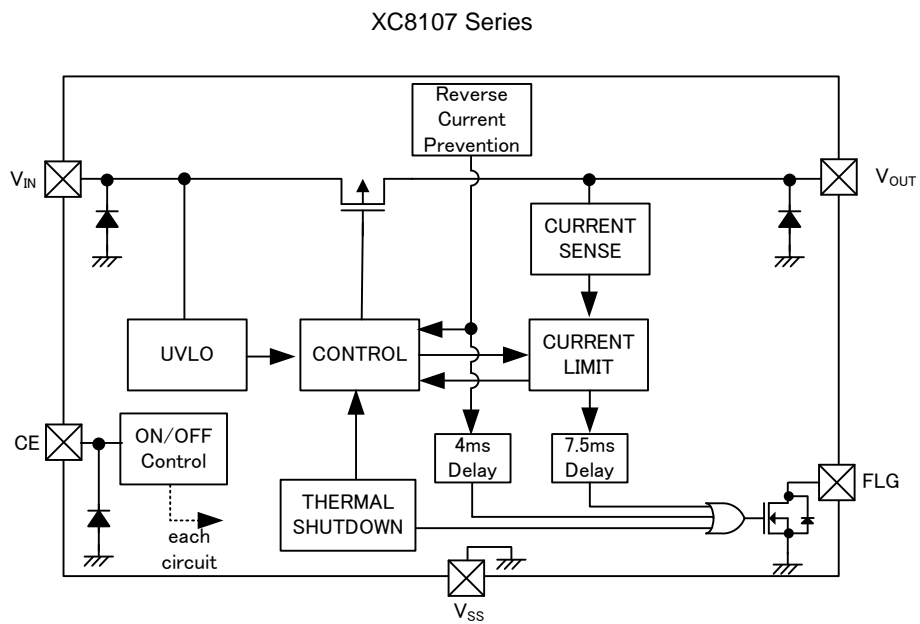 XC8107 Series
Reverse
Current
Prevention
VIN
VOUT
CURRENT
SENSE
UVLO
CONTROL
CURRENT
LIMIT
CE
ON/OFF
Control
4ms
Delay
7.5ms
Delay
FLG
THERMAL
SHUTDOWN
each
circuit
VSS